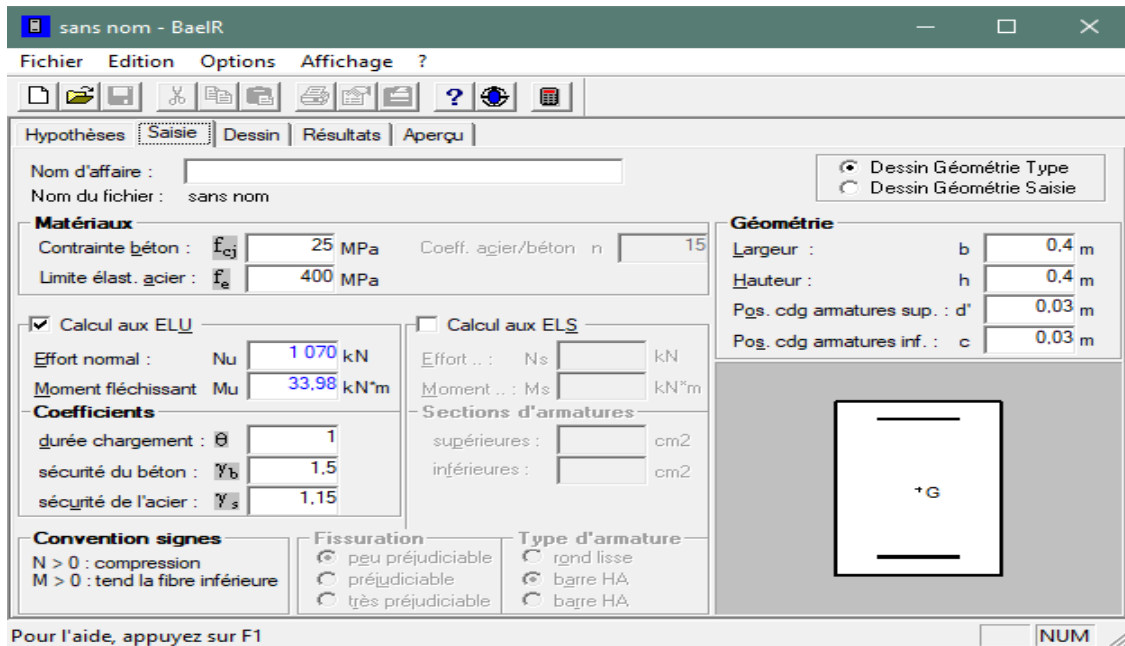 sans nom - BaelR
Fichier Edition Options Affichage ?
Hypothèses Saisie Dessin Résultats Aperçu
Nom d'affaire :
Nom du fichier : sans nom
Dessin Géométrie Type
Dessin Géométrie Saisie
Matériaux
Contrainte béton : fcj 25 MPa Coeff. acier/béton n 15
Limite élast. acier : fe 400 MPa
Géométrie
Largeur : b 0,4 m
Hauteur : h 0,4 m
Pos. cdg armatures sup. : d' 0,03 m
Pos. cdg armatures inf. : c 0,03 m
Calcul aux ELU
Effort normal : Nu 1 070 kN
Moment fléchissant Mu 33,98 kN*m
Calcul aux ELS
Effort .. : Ns kN
Moment .. : Ms kN*m
Coefficients
durée chargement : θ 1
sécurité du béton : γb 1,5
sécurité de l'acier : γs 1,15
Sections d'armatures
supérieures : cm2
inférieures : cm2
+G
Convention signes
N > 0 : compression
M > 0 : tend la fibre inférieure
Fissuration
peu préjudiciable
préjudiciable
très préjudiciable
Type d'armature
rond lisse
barre HA
barre HA
Pour l'aide, appuyez sur F1 NUM